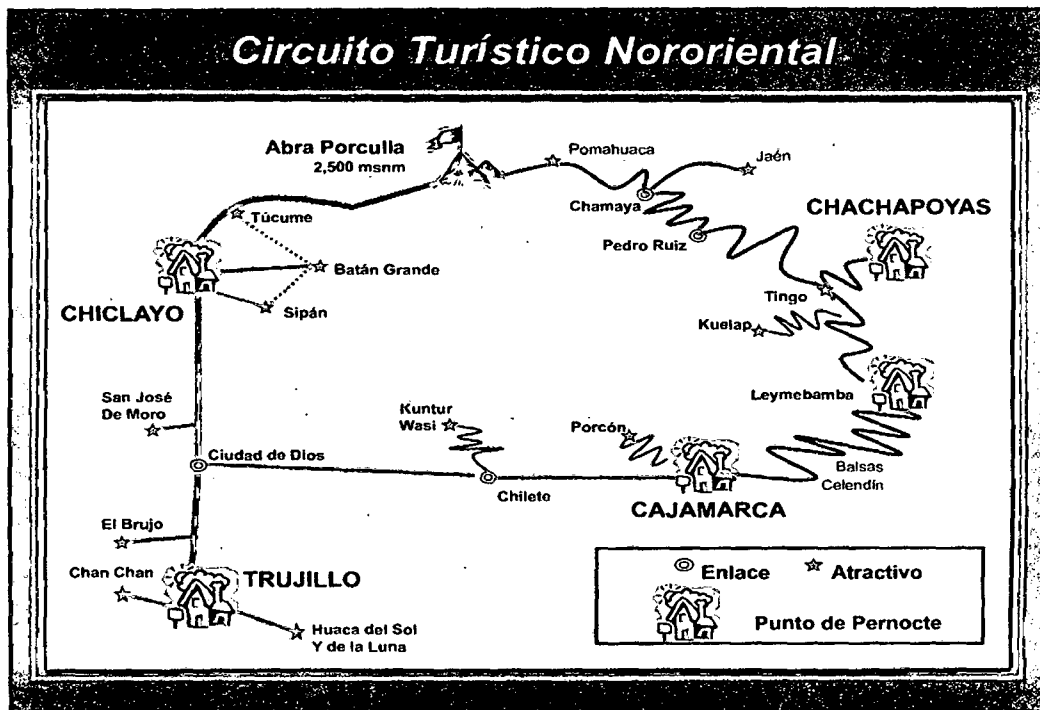 Circuito Turístico Nororiental
Abra Porculla
2,500 msnm
Pomahuaca
Jaén
Chamaya
CHACHAPOYAS
Túcume
Pedro Ruiz
Batán Grande
Tingo
CHICLAYO
Sipán
Kuelap
Leymebamba
San José
De Moro
Kuntur
Wasi
Porcón
Ciudad de Dios
Balsas
Celendín
Chilete
CAJAMARCA
El Brujo
Chan Chan
TRUJILLO
Huaca del Sol
Y de la Luna
Enlace
Atractivo
Punto de Pernocte